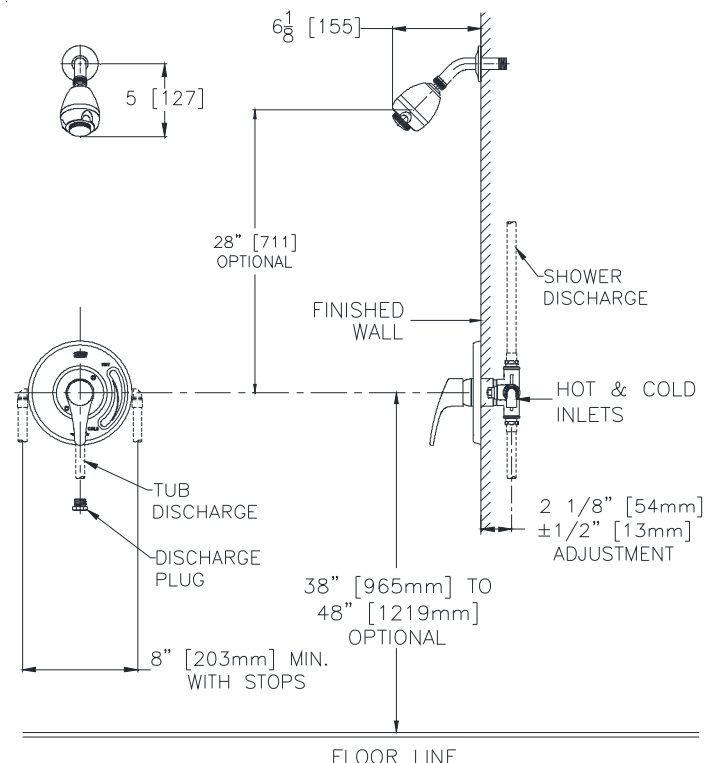 6 1/8 [155]
5 [127]
28” [711]
OPTIONAL
SHOWER
DISCHARGE
FINISHED
WALL
HOT & COLD
INLETS
TUB
DISCHARGE
2 1/8” [54mm]
±1/2” [13mm]
ADJUSTMENT
DISCHARGE
PLUG
38” [965mm] TO
48” [1219mm]
OPTIONAL
8” [203mm] MIN.
WITH STOPS
FLOOR LINE